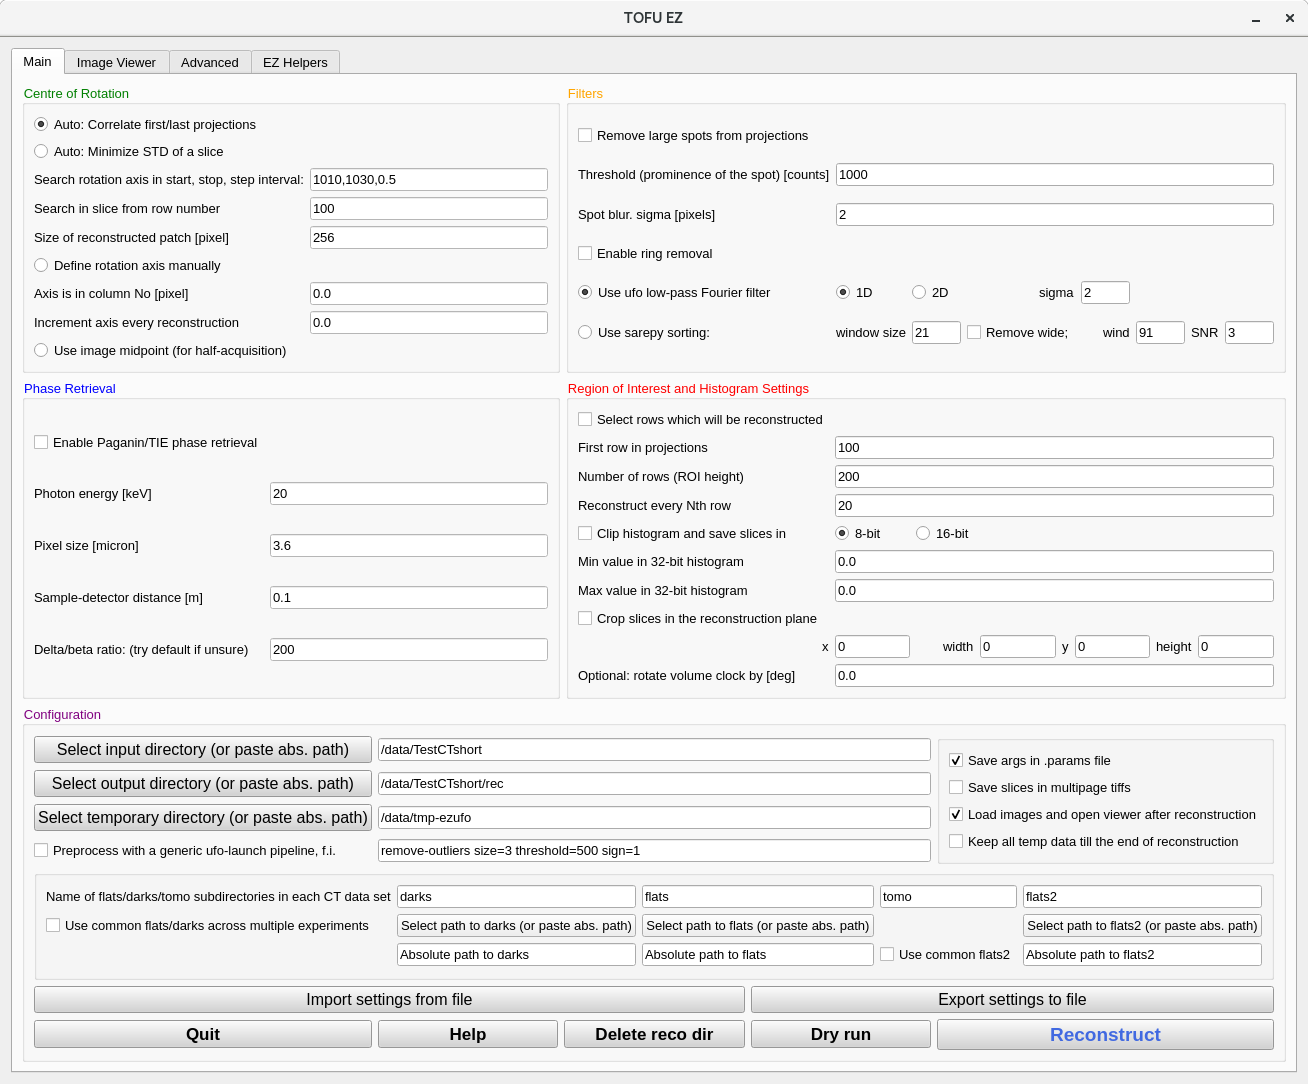 TOFU EZ
Main Image Viewer Advanced EZ Helpers
Centre of Rotation
Auto: Correlate first/last projections
Auto: Minimize STD of a slice
Search rotation axis in start, stop, step interval: 1010,1030,0.5
Search in slice from row number 100
Size of reconstructed patch [pixel] 256
Define rotation axis manually
Axis is in column No [pixel] 0.0
Increment axis every reconstruction 0.0
Use image midpoint (for half-acquisition)
Filters
Remove large spots from projections
Threshold (prominence of the spot) [counts] 1000
Spot blur. sigma [pixels] 2
Enable ring removal
Use ufo low-pass Fourier filter 1D 2D sigma 2
Use sarepy sorting: window size 21 Remove wide; wind 91 SNR 3
Phase Retrieval
Enable Paganin/TIE phase retrieval
Photon energy [keV] 20
Pixel size [micron] 3.6
Sample-detector distance [m] 0.1
Delta/beta ratio: (try default if unsure) 200
Region of Interest and Histogram Settings
Select rows which will be reconstructed
First row in projections 100
Number of rows (ROI height) 200
Reconstruct every Nth row 20
Clip histogram and save slices in 8-bit 16-bit
Min value in 32-bit histogram 0.0
Max value in 32-bit histogram 0.0
Crop slices in the reconstruction plane
x 0 width 0 y 0 height 0
Optional: rotate volume clock by [deg] 0.0
Configuration
Select input directory (or paste abs. path) /data/TestCTshort
Select output directory (or paste abs. path) /data/TestCTshort/rec
Select temporary directory (or paste abs. path) /data/tmp-ezufo
Preprocess with a generic ufo-launch pipeline, f.i. remove-outliers size=3 threshold=500 sign=1
Save args in .params file
Save slices in multipage tiffs
Load images and open viewer after reconstruction
Keep all temp data till the end of reconstruction
Name of flats/darks/tomo subdirectories in each CT data set darks flats tomo flats2
Use common flats/darks across multiple experiments Select path to darks (or paste abs. path) Select path to flats (or paste abs. path) Select path to flats2 (or paste abs. path)
Absolute path to darks Absolute path to flats Use common flats2 Absolute path to flats2
Import settings from file Export settings to file
Quit Help Delete reco dir Dry run Reconstruct